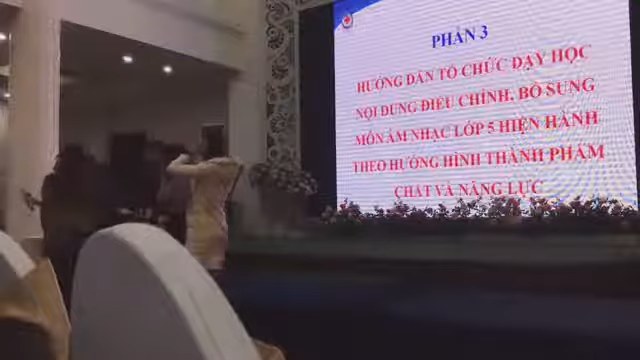 PHẦN 3
HƯỚNG DẪN TỔ CHỨC DẠY HỌC
NỘI DUNG ĐIỀU CHỈNH, BỔ SUNG
MÔN ÂM NHẠC LỚP 5 HIỆN HÀNH
THEO HƯỚNG HÌNH THÀNH PHẨM
CHẤT VÀ NĂNG LỰC